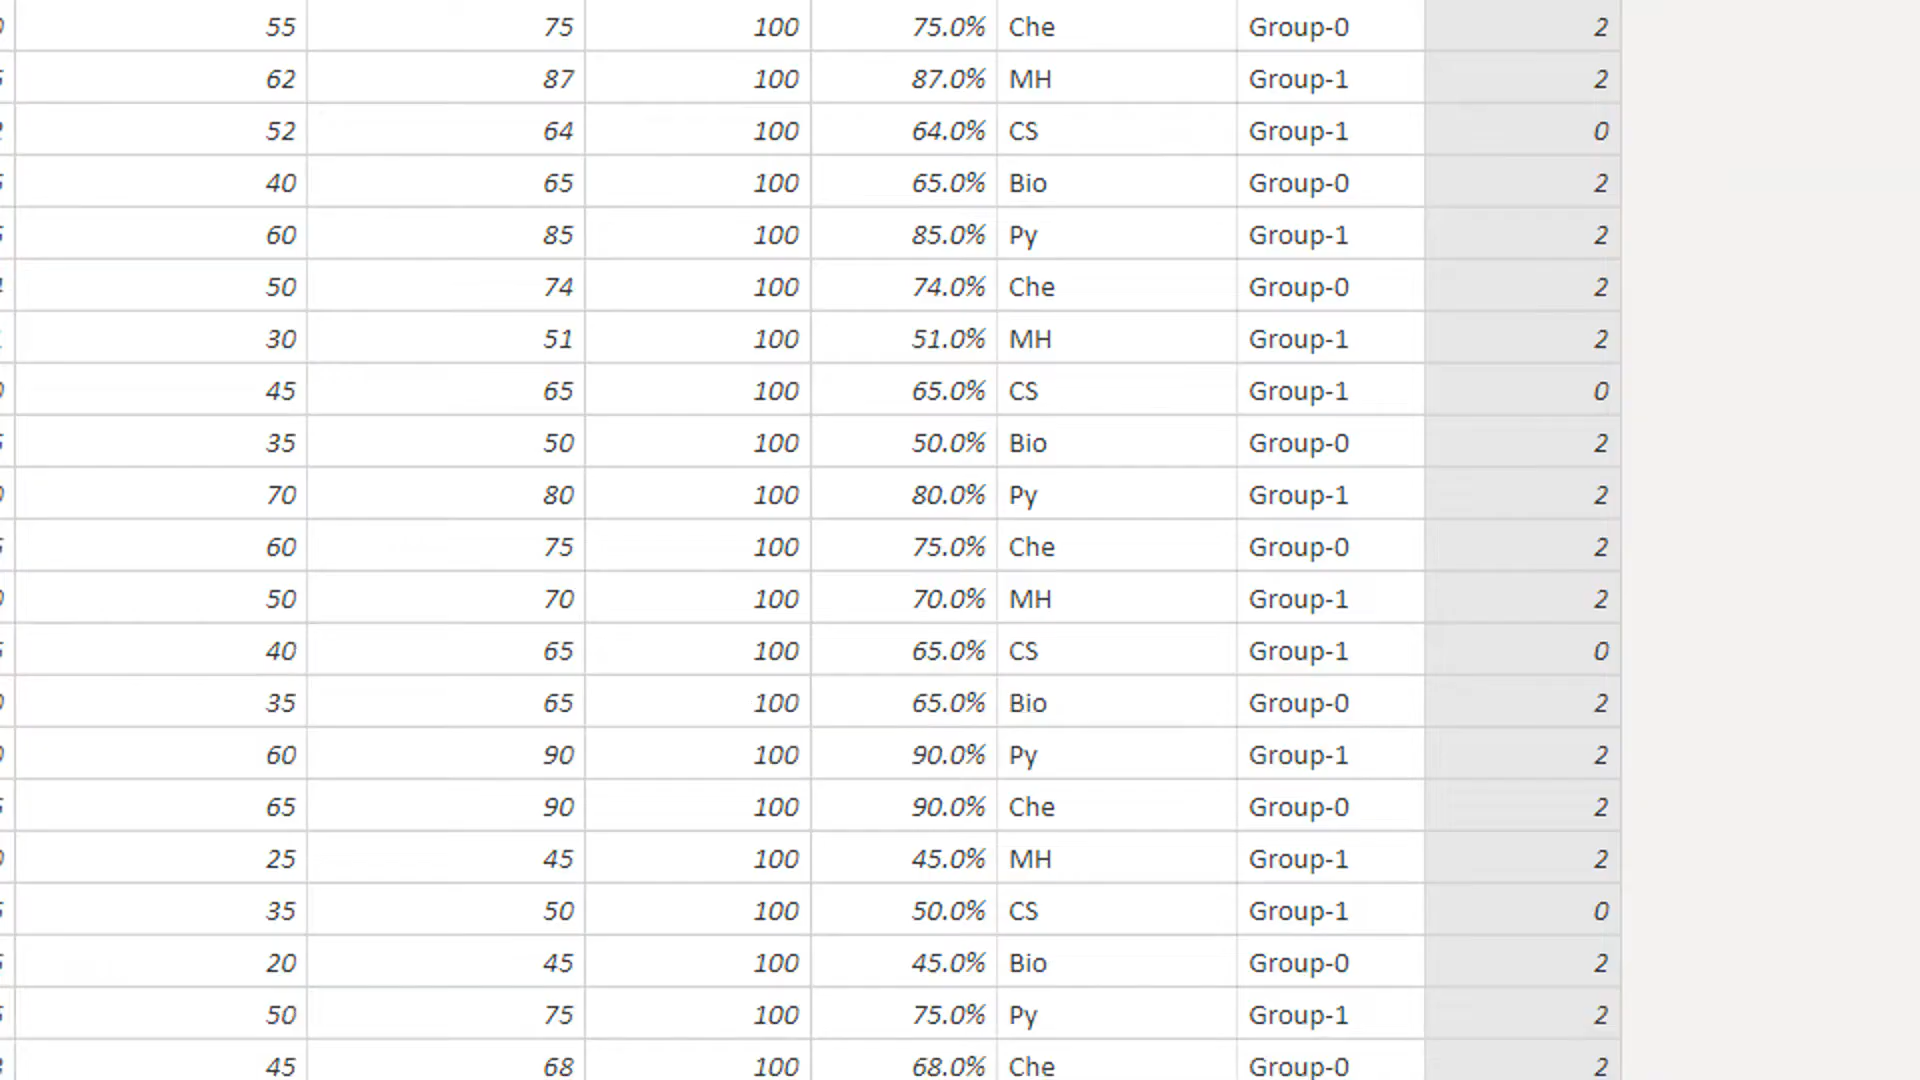 55 75 100 75.0% Che Group-0 2
62 87 100 87.0% MH Group-1 2
52 64 100 64.0% CS Group-1 0
40 65 100 65.0% Bio Group-0 2
60 85 100 85.0% Py Group-1 2
50 74 100 74.0% Che Group-0 2
30 51 100 51.0% MH Group-1 2
45 65 100 65.0% CS Group-1 0
35 50 100 50.0% Bio Group-0 2
70 80 100 80.0% Py Group-1 2
60 75 100 75.0% Che Group-0 2
50 70 100 70.0% MH Group-1 2
40 65 100 65.0% CS Group-1 0
35 65 100 65.0% Bio Group-0 2
60 90 100 90.0% Py Group-1 2
65 90 100 90.0% Che Group-0 2
25 45 100 45.0% MH Group-1 2
35 50 100 50.0% CS Group-1 0
20 45 100 45.0% Bio Group-0 2
50 75 100 75.0% Py Group-1 2
45 68 100 68.0% Che Group-0 2